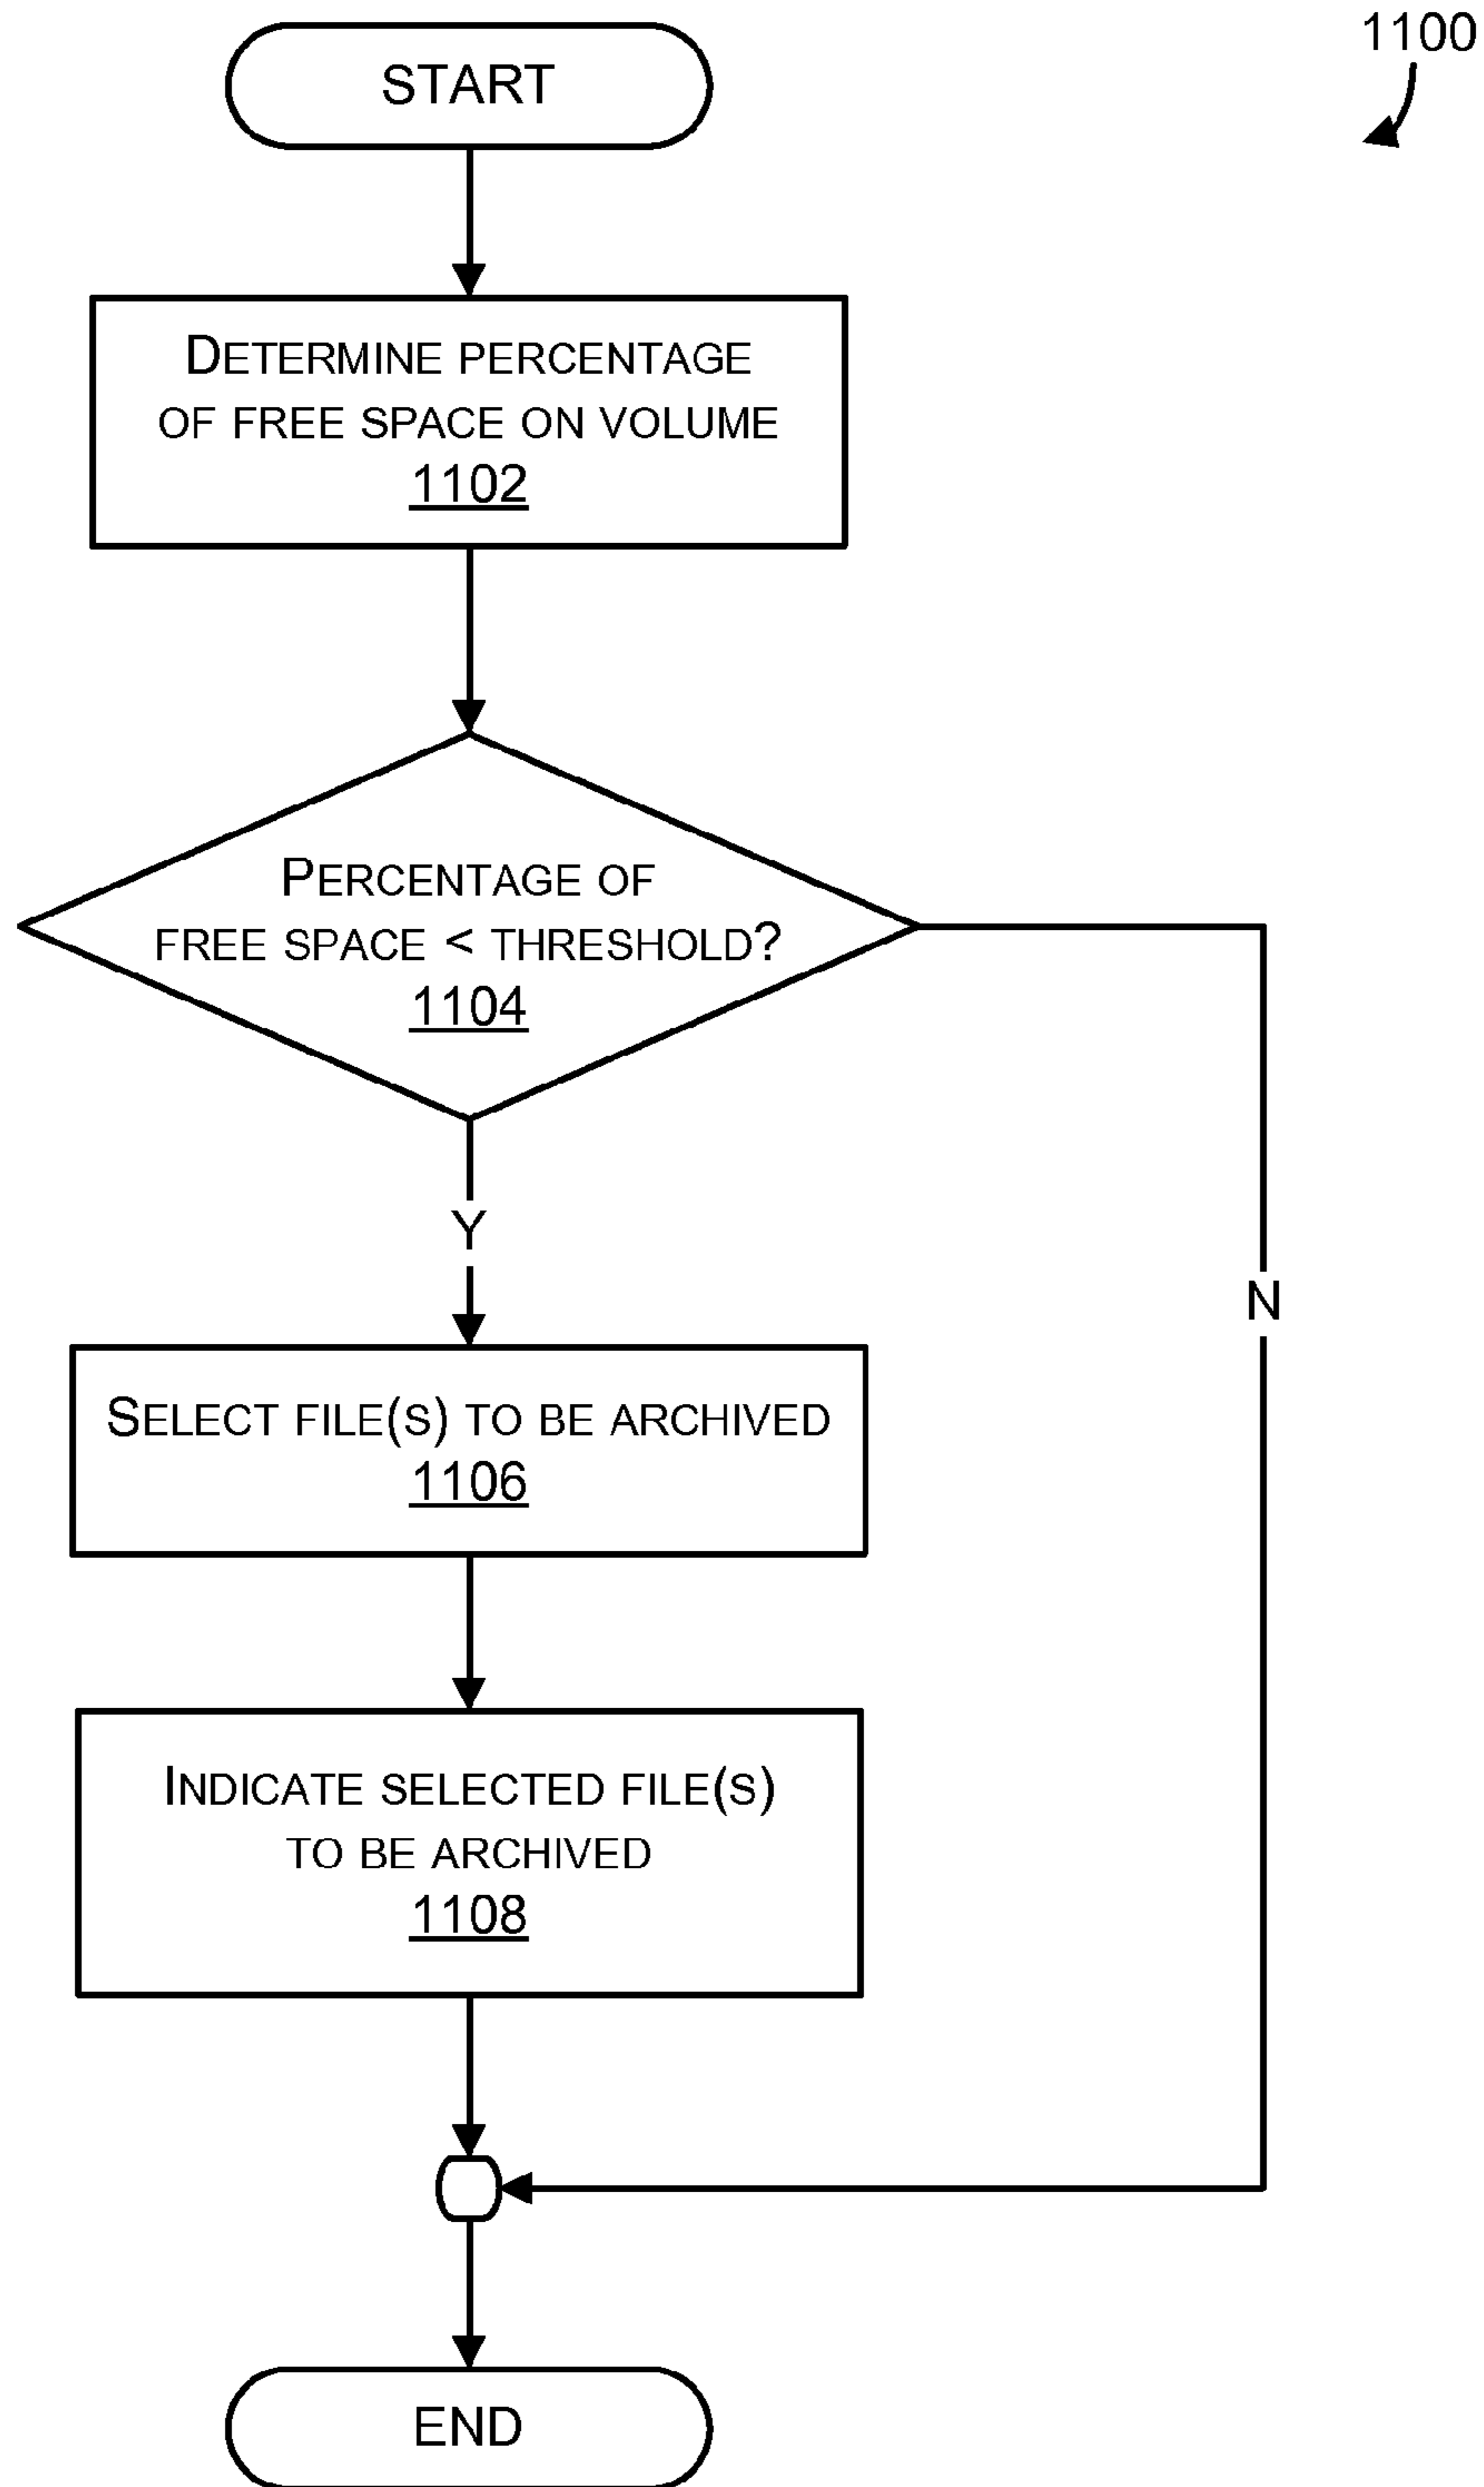 1100
START
DETERMINE PERCENTAGE
OF FREE SPACE ON VOLUME
1102
PERCENTAGE OF
FREE SPACE < THRESHOLD?
1104
Y
N
SELECT FILE(S) TO BE ARCHIVED
1106
INDICATE SELECTED FILE(S)
TO BE ARCHIVED
1108
END